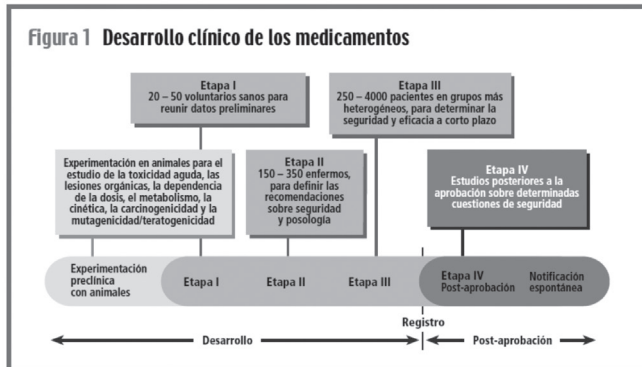 Figura 1 Desarrollo clínico de los medicamentos
Etapa I
20 – 50 voluntarios sanos para
reunir datos preliminares
Etapa III
250 – 4000 pacientes en grupos más
heterogéneos, para determinar la
seguridad y eficacia a corto plazo
Experimentación en animales para el
estudio de la toxicidad aguda, las
lesiones orgánicas, la dependencia
de la dosis, el metabolismo, la
cinética, la carcinogenicidad y la
mutagenicidad/teratogenicidad
Etapa II
150 – 350 enfermos,
para definir las
recomendaciones
sobre seguridad
y posología
Etapa IV
Estudios posteriores a la
aprobación sobre determinadas
cuestiones de seguridad
Experimentación
preclínica
con animales
Etapa I
Etapa II
Etapa III
Etapa IV
Post-aprobación
Notificación
espontánea
Registro
Desarrollo
Post-aprobación